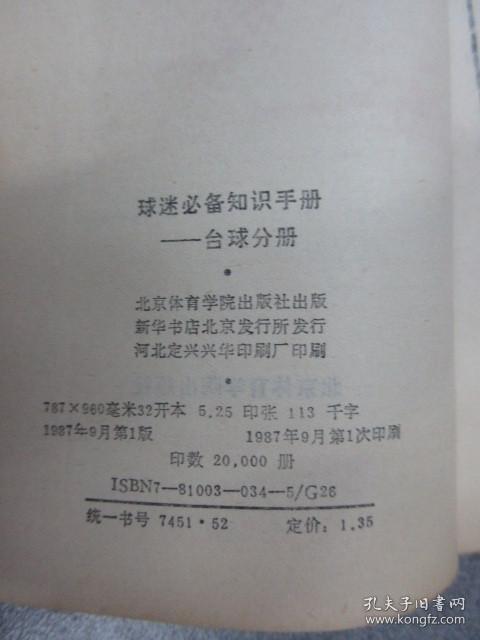 球迷必备知识手册
——台球分册
•
北京体育学院出版社出版
新华书店北京发行所发行
河北定兴兴华印刷厂印刷
•
787×960毫米32开本 5.25 印张 113 千字
1987年9月第1版 1987年9月第1次印刷
印数 20,000 册
ISBN7—81003—034—5/G26
统一书号 7451·52 定价：1.35
孔夫子旧书网
www.kongfz.com